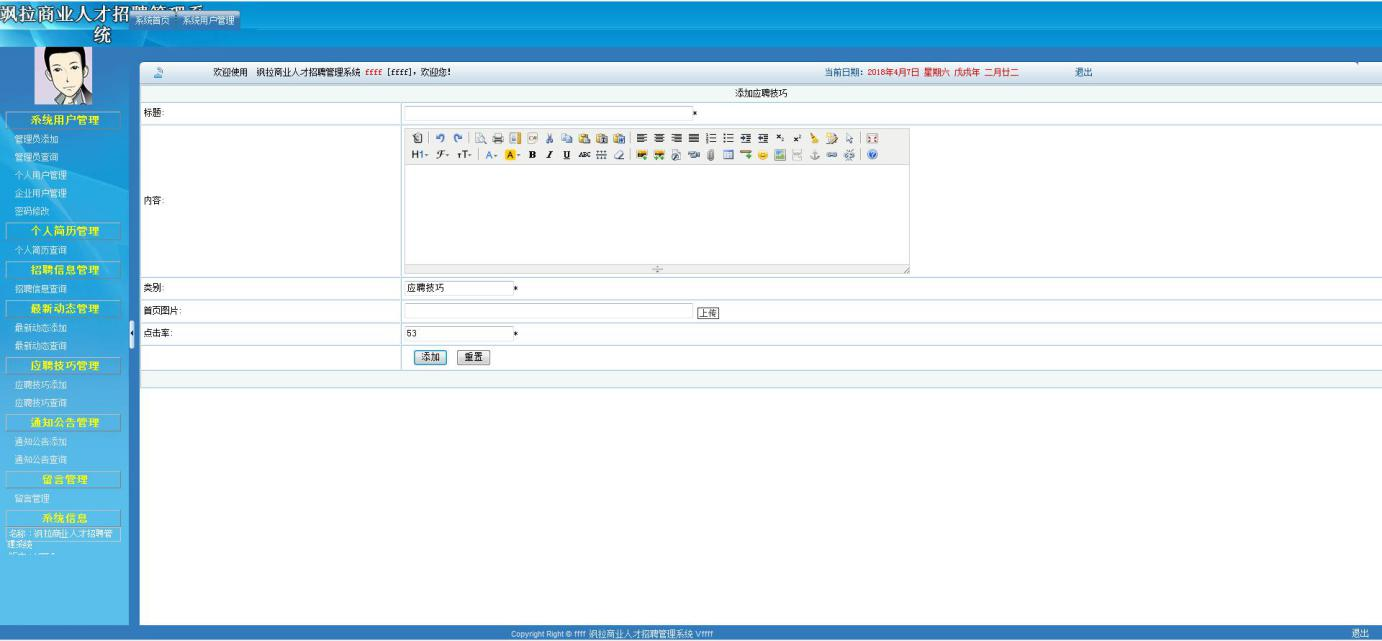 飒拉商业人才招聘管理系
统
系统首页 系统用户管理
欢迎使用 飒拉商业人才招聘管理系统 ffff [ffff]，欢迎您!
当前日期: 2018年4月7日 星期六 戊戌年 二月廿二
退出
系统用户管理
管理员添加
管理员查询
个人用户管理
企业用户管理
密码修改
个人简历管理
个人简历查询
招聘信息管理
招聘信息查询
最新动态管理
最新动态添加
最新动态查询
应聘技巧管理
应聘技巧添加
应聘技巧查询
通知公告管理
通知公告添加
通知公告查询
留言管理
留言管理
系统信息
名称：飒拉商业人才招聘管
理系统
添加应聘技巧
标题: *
内容:
H1 F TT A A B I U ABC
类别: 应聘技巧 *
首页图片: 上传
点击率: 53 *
添加 重置
Copyright Right © ffff 飒拉商业人才招聘管理系统 Vffff
退出